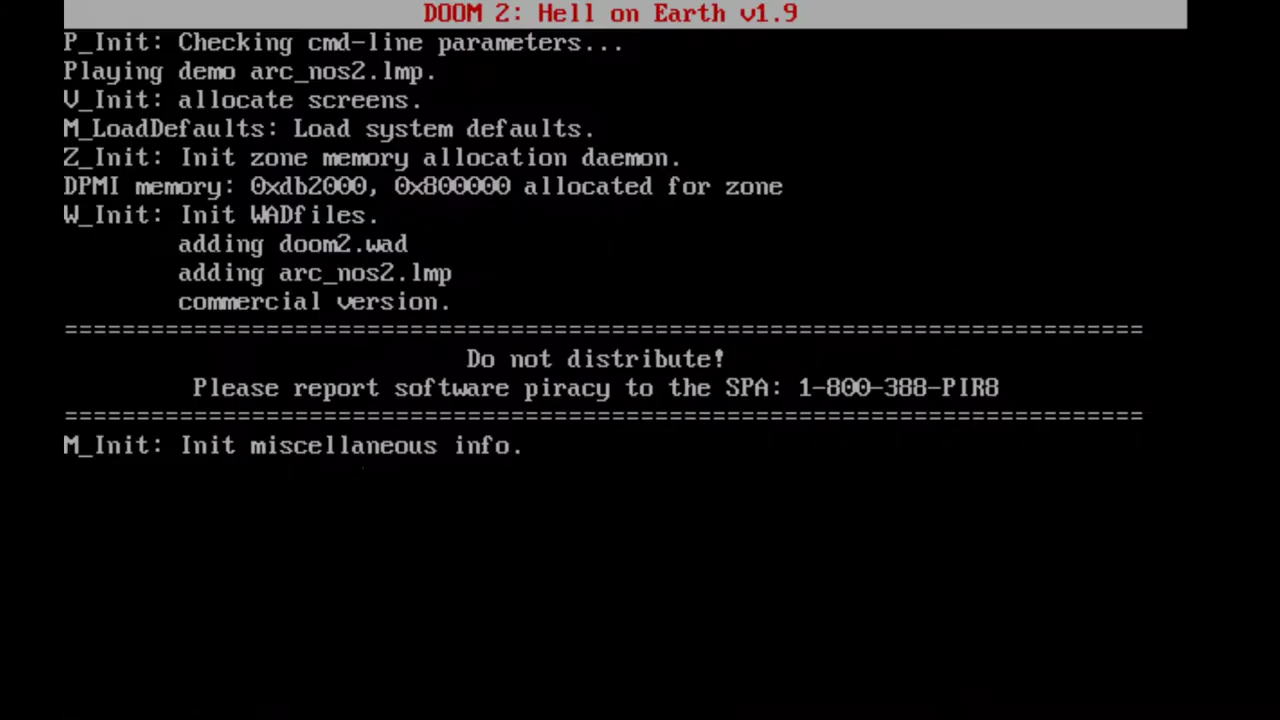 DOOM 2: Hell on Earth v1.9
P_Init: Checking cmd-line parameters...
Playing demo arc_nos2.lmp.
V_Init: allocate screens.
M_LoadDefaults: Load system defaults.
Z_Init: Init zone memory allocation daemon.
DPMI memory: 0xdb2000, 0x800000 allocated for zone
W_Init: Init WADfiles.
adding doom2.wad
adding arc_nos2.lmp
commercial version.
===========================================================================
Do not distribute!
Please report software piracy to the SPA: 1-800-388-PIR8
===========================================================================
M_Init: Init miscellaneous info.